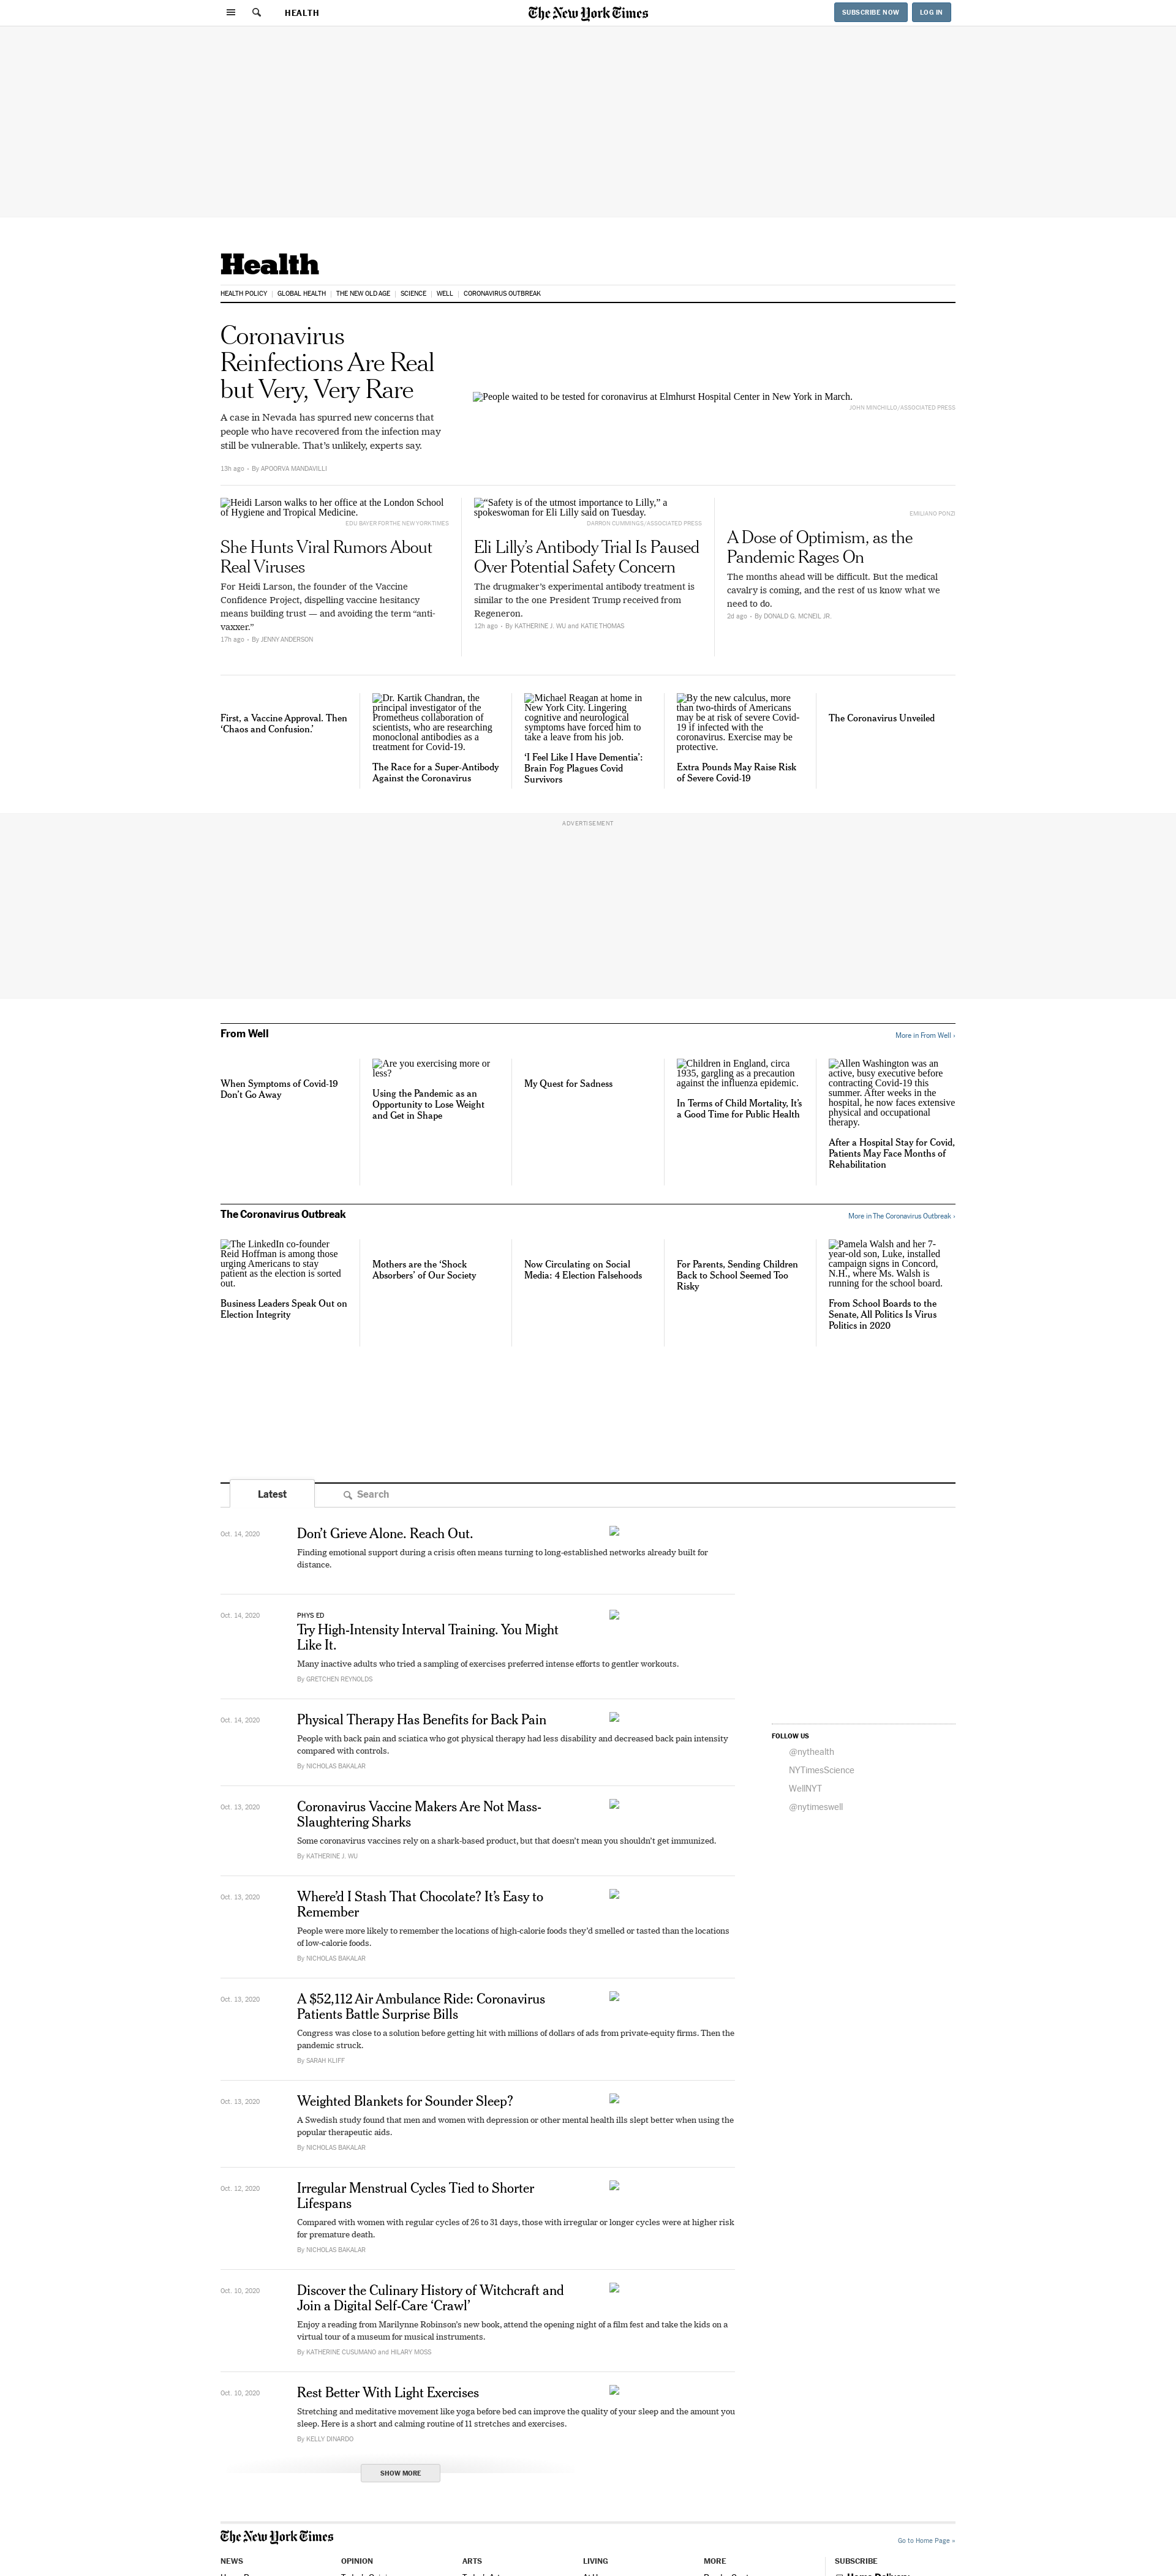 HEALTH
The New York Times
SUBSCRIBE NOW
LOG IN
Health
HEALTH POLICY
GLOBAL HEALTH
THE NEW OLD AGE
SCIENCE
WELL
CORONAVIRUS OUTBREAK
Coronavirus
Reinfections Are Real
but Very, Very Rare
A case in Nevada has spurred new concerns that
people who have recovered from the infection may
still be vulnerable. That's unlikely, experts say.
13h ago • By APOORVA MANDAVILLI
People waited to be tested for coronavirus at Elmhurst Hospital Center in New York in March.
JOHN MINCHILLO/ASSOCIATED PRESS
Heidi Larson walks to her office at the London School
of Hygiene and Tropical Medicine.
EDU BAYER FOR THE NEW YORK TIMES
She Hunts Viral Rumors About
Real Viruses
For Heidi Larson, the founder of the Vaccine
Confidence Project, dispelling vaccine hesitancy
means building trust — and avoiding the term “anti-
vaxxer.”
17h ago • By JENNY ANDERSON
“Safety is of the utmost importance to Lilly,” a
spokeswoman for Eli Lilly said on Tuesday.
DARRON CUMMINGS/ASSOCIATED PRESS
Eli Lilly’s Antibody Trial Is Paused
Over Potential Safety Concern
The drugmaker’s experimental antibody treatment is
similar to the one President Trump received from
Regeneron.
12h ago • By KATHERINE J. WU and KATIE THOMAS
EMILIANO PONZI
A Dose of Optimism, as the
Pandemic Rages On
The months ahead will be difficult. But the medical
cavalry is coming, and the rest of us know what we
need to do.
2d ago • By DONALD G. MCNEIL JR.
First, a Vaccine Approval. Then
‘Chaos and Confusion.’
Dr. Kartik Chandran, the
principal investigator of the
Prometheus collaboration of
scientists, who are researching
monoclonal antibodies as a
treatment for Covid-19.
The Race for a Super-Antibody
Against the Coronavirus
Michael Reagan at home in
New York City. Lingering
cognitive and neurological
symptoms have forced him to
take a leave from his job.
‘I Feel Like I Have Dementia’:
Brain Fog Plagues Covid
Survivors
By the new calculus, more
than two-thirds of Americans
may be at risk of severe Covid-
19 if infected with the
coronavirus. Exercise may be
protective.
Extra Pounds May Raise Risk
of Severe Covid-19
The Coronavirus Unveiled
ADVERTISEMENT
From Well
More in From Well ›
When Symptoms of Covid-19
Don’t Go Away
Are you exercising more or
less?
Using the Pandemic as an
Opportunity to Lose Weight
and Get in Shape
My Quest for Sadness
Children in England, circa
1935, gargling as a precaution
against the influenza epidemic.
In Terms of Child Mortality, It’s
a Good Time for Public Health
Allen Washington was an
active, busy executive before
contracting Covid-19 this
summer. After weeks in the
hospital, he now faces extensive
physical and occupational
therapy.
After a Hospital Stay for Covid,
Patients May Face Months of
Rehabilitation
The Coronavirus Outbreak
More in The Coronavirus Outbreak ›
The LinkedIn co-founder
Reid Hoffman is among those
urging Americans to stay
patient as the election is sorted
out.
Business Leaders Speak Out on
Election Integrity
Mothers are the ‘Shock
Absorbers’ of Our Society
Now Circulating on Social
Media: 4 Election Falsehoods
For Parents, Sending Children
Back to School Seemed Too
Risky
Pamela Walsh and her 7-
year-old son, Luke, installed
campaign signs in Concord,
N.H., where Ms. Walsh is
running for the school board.
From School Boards to the
Senate, All Politics Is Virus
Politics in 2020
Latest
Search
Oct. 14, 2020
Don’t Grieve Alone. Reach Out.
Finding emotional support during a crisis often means turning to long-established networks already built for
distance.
Oct. 14, 2020
PHYS ED
Try High-Intensity Interval Training. You Might
Like It.
Many inactive adults who tried a sampling of exercises preferred intense efforts to gentler workouts.
By GRETCHEN REYNOLDS
Oct. 14, 2020
Physical Therapy Has Benefits for Back Pain
People with back pain and sciatica who got physical therapy had less disability and decreased back pain intensity
compared with controls.
By NICHOLAS BAKALAR
FOLLOW US
@nythealth
NYTimesScience
WellNYT
@nytimeswell
Oct. 13, 2020
Coronavirus Vaccine Makers Are Not Mass-
Slaughtering Sharks
Some coronavirus vaccines rely on a shark-based product, but that doesn’t mean you shouldn’t get immunized.
By KATHERINE J. WU
Oct. 13, 2020
Where’d I Stash That Chocolate? It’s Easy to
Remember
People were more likely to remember the locations of high-calorie foods they’d smelled or tasted than the locations
of low-calorie foods.
By NICHOLAS BAKALAR
Oct. 13, 2020
A $52,112 Air Ambulance Ride: Coronavirus
Patients Battle Surprise Bills
Congress was close to a solution before getting hit with millions of dollars of ads from private-equity firms. Then the
pandemic struck.
By SARAH KLIFF
Oct. 13, 2020
Weighted Blankets for Sounder Sleep?
A Swedish study found that men and women with depression or other mental health ills slept better when using the
popular therapeutic aids.
By NICHOLAS BAKALAR
Oct. 12, 2020
Irregular Menstrual Cycles Tied to Shorter
Lifespans
Compared with women with regular cycles of 26 to 31 days, those with irregular or longer cycles were at higher risk
for premature death.
By NICHOLAS BAKALAR
Oct. 10, 2020
Discover the Culinary History of Witchcraft and
Join a Digital Self-Care ‘Crawl’
Enjoy a reading from Marilynne Robinson’s new book, attend the opening night of a film fest and take the kids on a
virtual tour of a museum for musical instruments.
By KATHERINE CUSUMANO and HILARY MOSS
Oct. 10, 2020
Rest Better With Light Exercises
Stretching and meditative movement like yoga before bed can improve the quality of your sleep and the amount you
sleep. Here is a short and calming routine of 11 stretches and exercises.
By KELLY DINARDO
SHOW MORE
The New York Times
Go to Home Page »
NEWS
OPINION
ARTS
LIVING
MORE
SUBSCRIBE